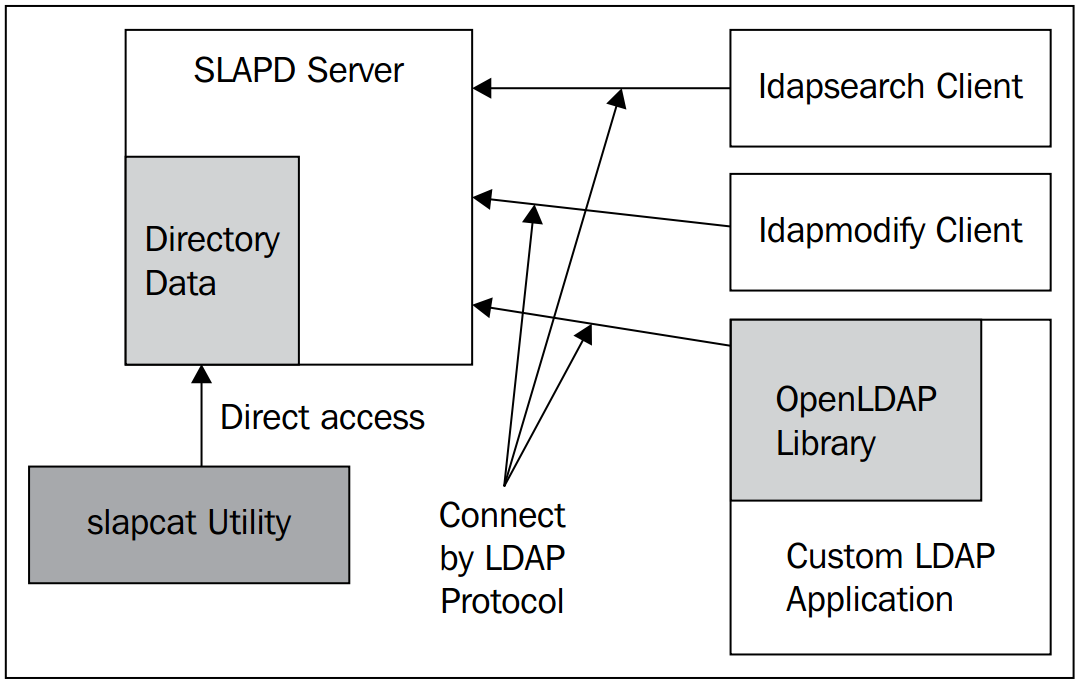 SLAPD Server
ldapsearch Client
ldapmodify Client
Directory
Data
OpenLDAP
Library
Direct access
slapcat Utility
Connect
by LDAP
Protocol
Custom LDAP
Application